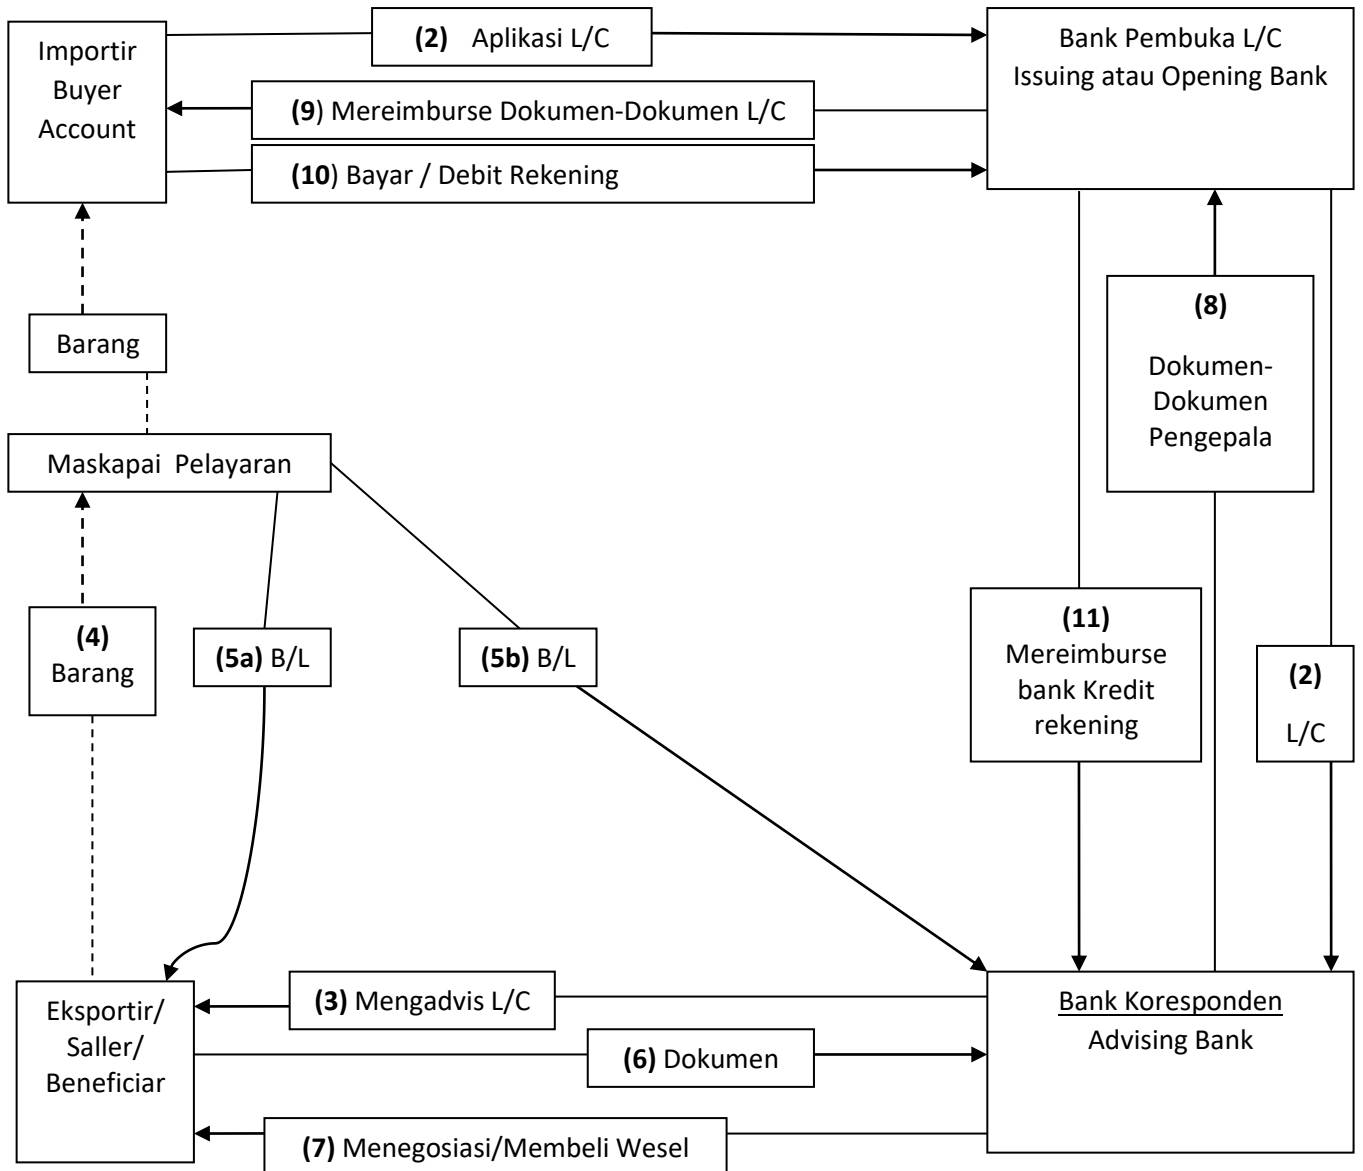 Importir
Buyer
Account
(2) Aplikasi L/C
Bank Pembuka L/C
Issuing atau Opening Bank
(9) Mereimburse Dokumen-Dokumen L/C
(10) Bayar / Debit Rekening
(8)
Dokumen-
Dokumen
Pengepala
Barang
Maskapai Pelayaran
(4)
Barang
(5a) B/L
(5b) B/L
(11)
Mereimburse
bank Kredit
rekening
(2)
L/C
Eksportir/
Saller/
Beneficiar
(3) Mengadvis L/C
(6) Dokumen
(7) Menegosiasi/Membeli Wesel
Bank Koresponden
Advising Bank